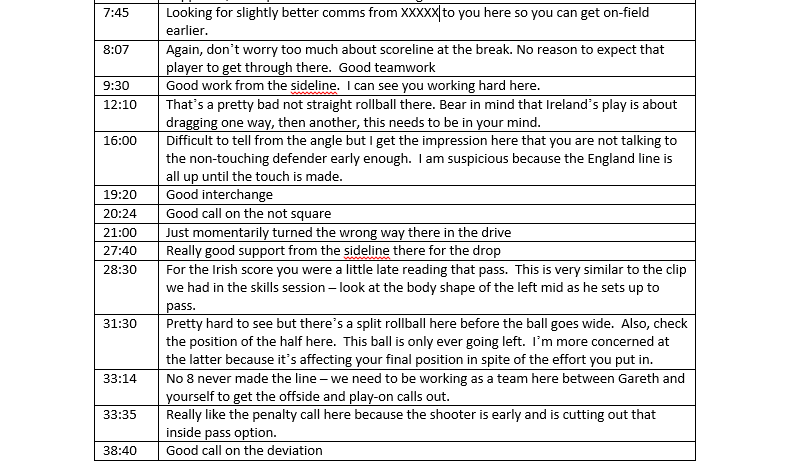 7:45 Looking for slightly better comms from XXXXX to you here so you can get on-field
earlier.
8:07 Again, don't worry too much about scoreline at the break. No reason to expect that
player to get through there.  Good teamwork
9:30 Good work from the sideline.  I can see you working hard here.
12:10 That's a pretty bad not straight rollball there. Bear in mind that Ireland's play is about
dragging one way, then another, this needs to be in your mind.
16:00 Difficult to tell from the angle but I get the impression here that you are not talking to
the non-touching defender early enough.  I am suspicious because the England line is
all up until the touch is made.
19:20 Good interchange
20:24 Good call on the not square
21:00 Just momentarily turned the wrong way there in the drive
27:40 Really good support from the sideline there for the drop
28:30 For the Irish score you were a little late reading that pass.  This is very similar to the clip
we had in the skills session – look at the body shape of the left mid as he sets up to
pass.
31:30 Pretty hard to see but there's a split rollball here before the ball goes wide.  Also, check
the position of the half here.  This ball is only ever going left.  I'm more concerned at
the latter because it's affecting your final position in spite of the effort you put in.
33:14 No 8 never made the line – we need to be working as a team here between Gareth and
yourself to get the offside and play-on calls out.
33:35 Really like the penalty call here because the shooter is early and is cutting out that
inside pass option.
38:40 Good call on the deviation